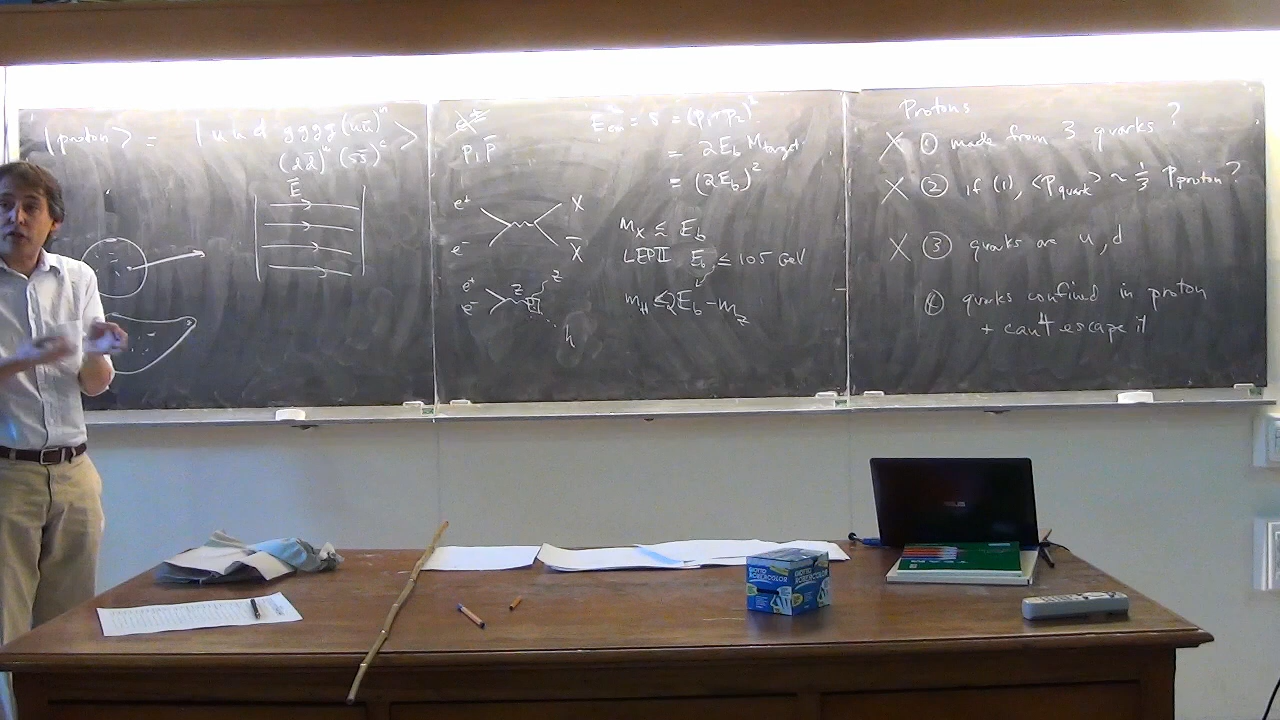 |proton> = |uud gggg(uū)ⁿ
(dd̄)ᵏ (ss̄)ᶜ>
E⃗
P, P̄
E²cm = s = (P₁+P₂)²
= 2E_b M_target
= (2E_b)²
e⁺ X
e⁻ X̄
m_X ≤ E_b
LEPII E_b ≤ 105 GeV
e⁺ Z Z
e⁻
h
m_H ≤ 2E_b - m_Z
Protons
X ① made from 3 quarks ?
X ② if (1), <P_quark> ~ 1/3 P_proton?
X ③ quarks are u, d
④ quarks confined in proton
+ can't escape it
ASUS
GIOTTO
ROBERCOLOR